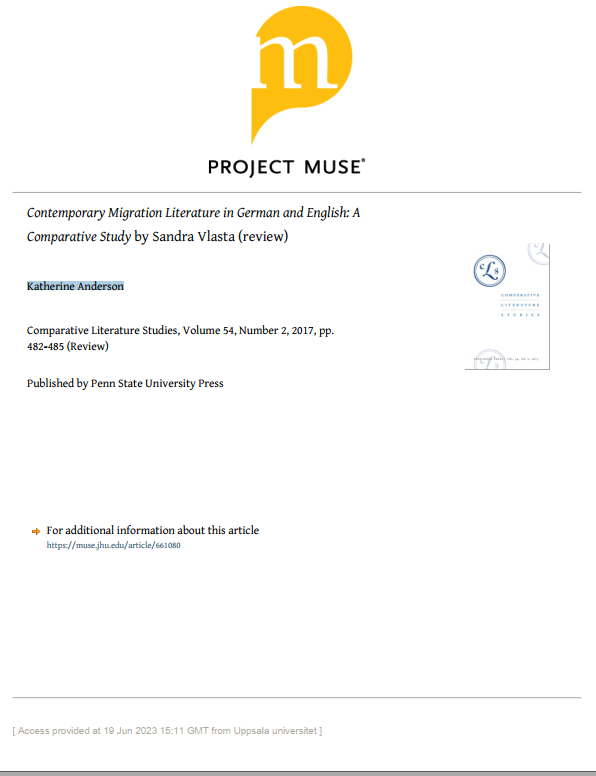 m
PROJECT MUSE®
Contemporary Migration Literature in German and English: A
Comparative Study by Sandra Vlasta (review)
Katherine Anderson
Comparative Literature Studies, Volume 54, Number 2, 2017, pp.
482-485 (Review)
Published by Penn State University Press
cLs
COMPARATIVE
LITERATURE
STUDIES
For additional information about this article
https://muse.jhu.edu/article/661080
[ Access provided at 19 Jun 2023 15:11 GMT from Uppsala universitet ]